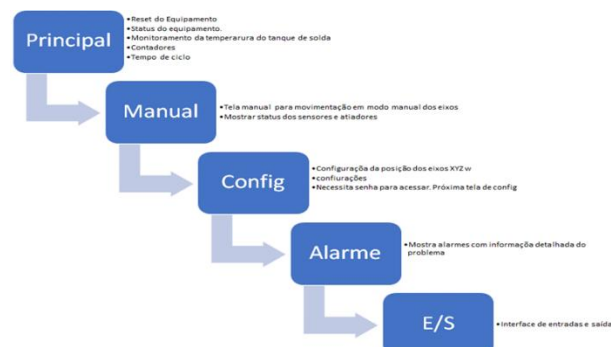 Principal
•Reset do Equipamento
•Status do equipamento.
•Monitoramento da temperarura do tanque de solda
•Contadores
•Tempo de ciclo
Manual
•Tela manual para movimentação em modo manual dos eixos
•Mostrar status dos sensores e atiadores
Config
•Configuração da posição dos eixos XYZ w
•confiurações
•Necessita senha para acessar. Próxima tela de config
Alarme
•Mostra alarmes com informação detalhada do
problema
E/S
•Interface de entradas e saída